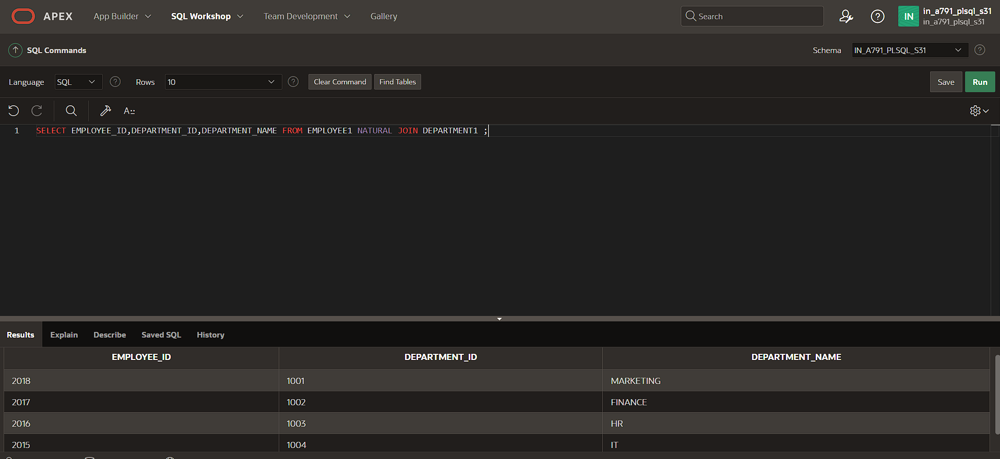 APEX App Builder SQL Workshop Team Development Gallery Search IN in_a791_plsql_s31
in_a791_plsql_s31
SQL Commands Schema IN_A791_PLSQL_S31
Language SQL Rows 10 Clear Command Find Tables Save Run
A::
1 SELECT EMPLOYEE_ID,DEPARTMENT_ID,DEPARTMENT_NAME FROM EMPLOYEE1 NATURAL JOIN DEPARTMENT1 ;
Results Explain Describe Saved SQL History
EMPLOYEE_ID DEPARTMENT_ID DEPARTMENT_NAME
2018 1001 MARKETING
2017 1002 FINANCE
2016 1003 HR
2015 1004 IT